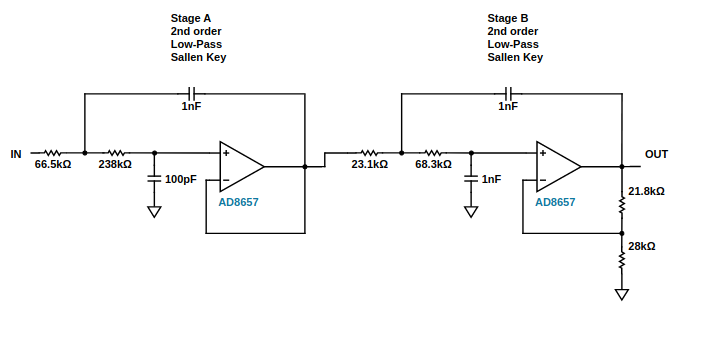 Stage A
2nd order
Low-Pass
Sallen Key
Stage B
2nd order
Low-Pass
Sallen Key
1nF
1nF
IN
66.5kΩ
238kΩ
100pF
+
−
AD8657
23.1kΩ
68.3kΩ
1nF
+
−
AD8657
OUT
21.8kΩ
28kΩ